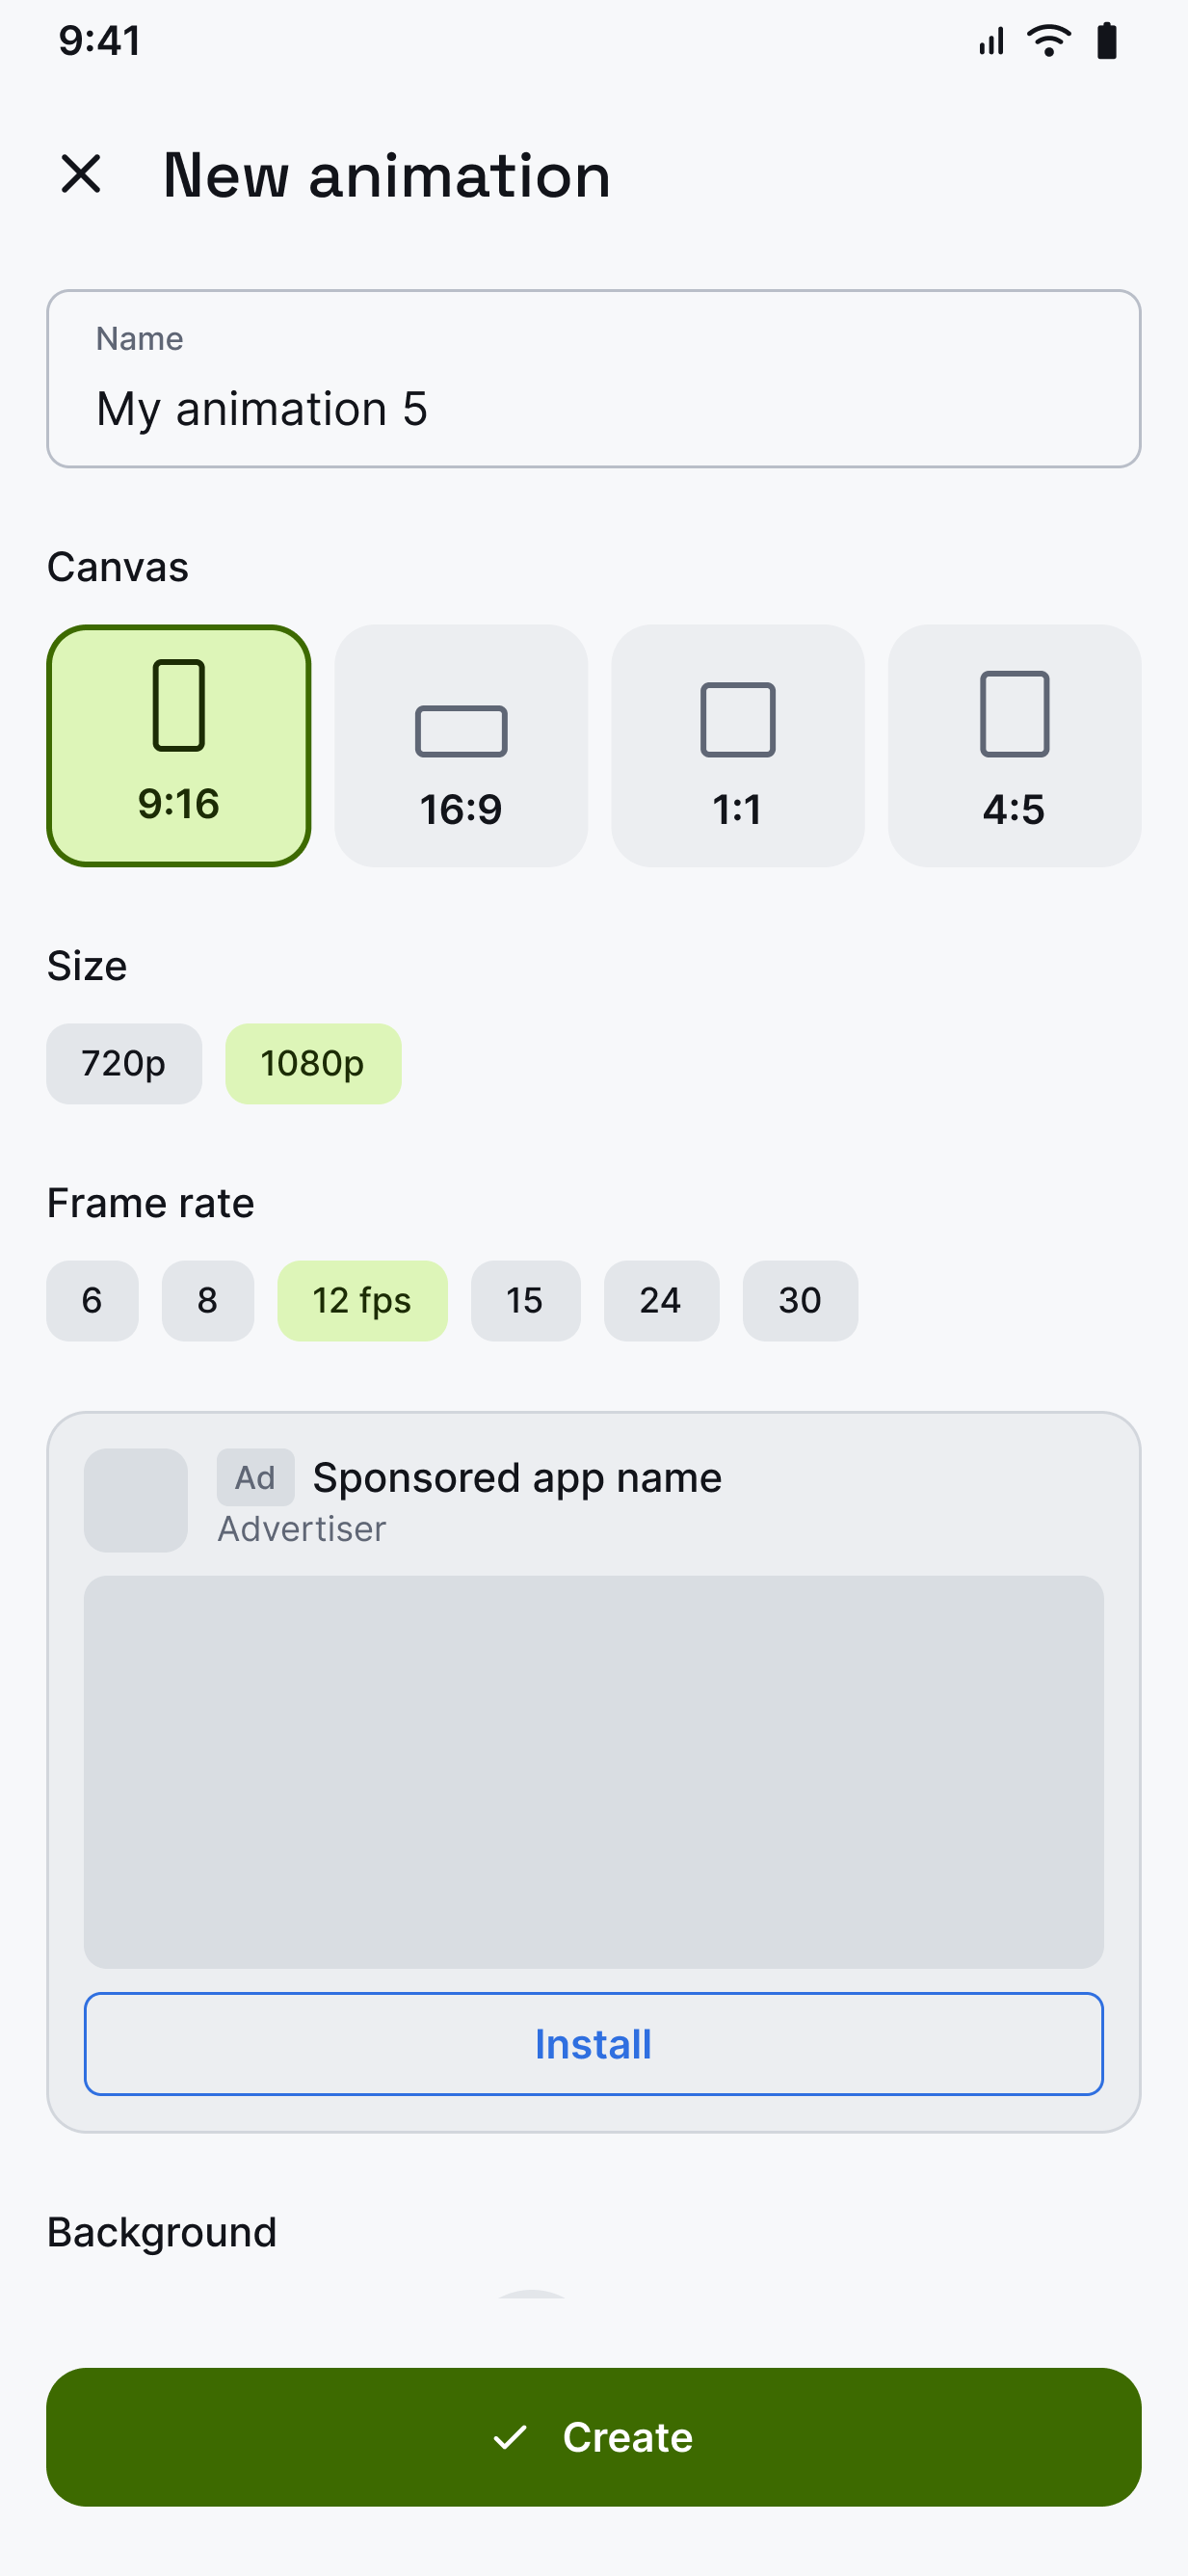 9:41
New animation
Name
My animation 5
Canvas
9:16
16:9
1:1
4:5
Size
720p
1080p
Frame rate
6
8
12 fps
15
24
30
Ad Sponsored app name
Advertiser
Install
Background
Create